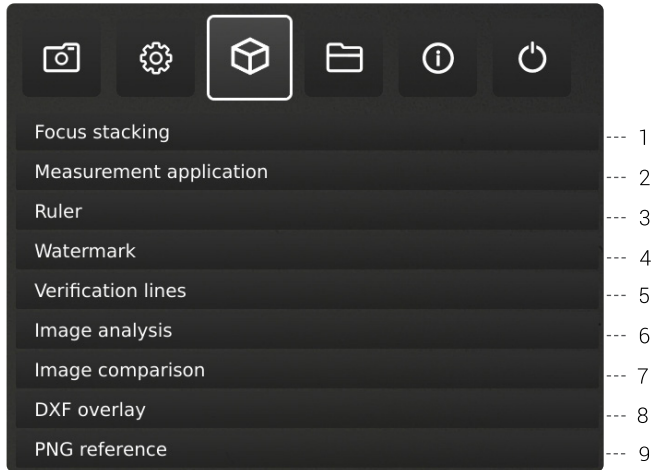 Focus stacking --- 1
Measurement application --- 2
Ruler --- 3
Watermark --- 4
Verification lines --- 5
Image analysis --- 6
Image comparison --- 7
DXF overlay --- 8
PNG reference --- 9